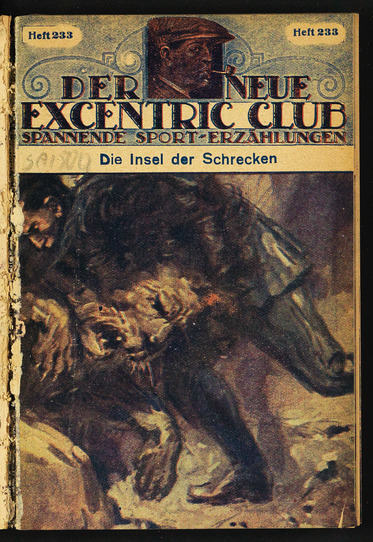 Heft 233
Heft 233
DER NEUE
EXCENTRIC CLUB
SPANNENDE SPORT-ERZÄHLUNGEN
Die Insel der Schrecken